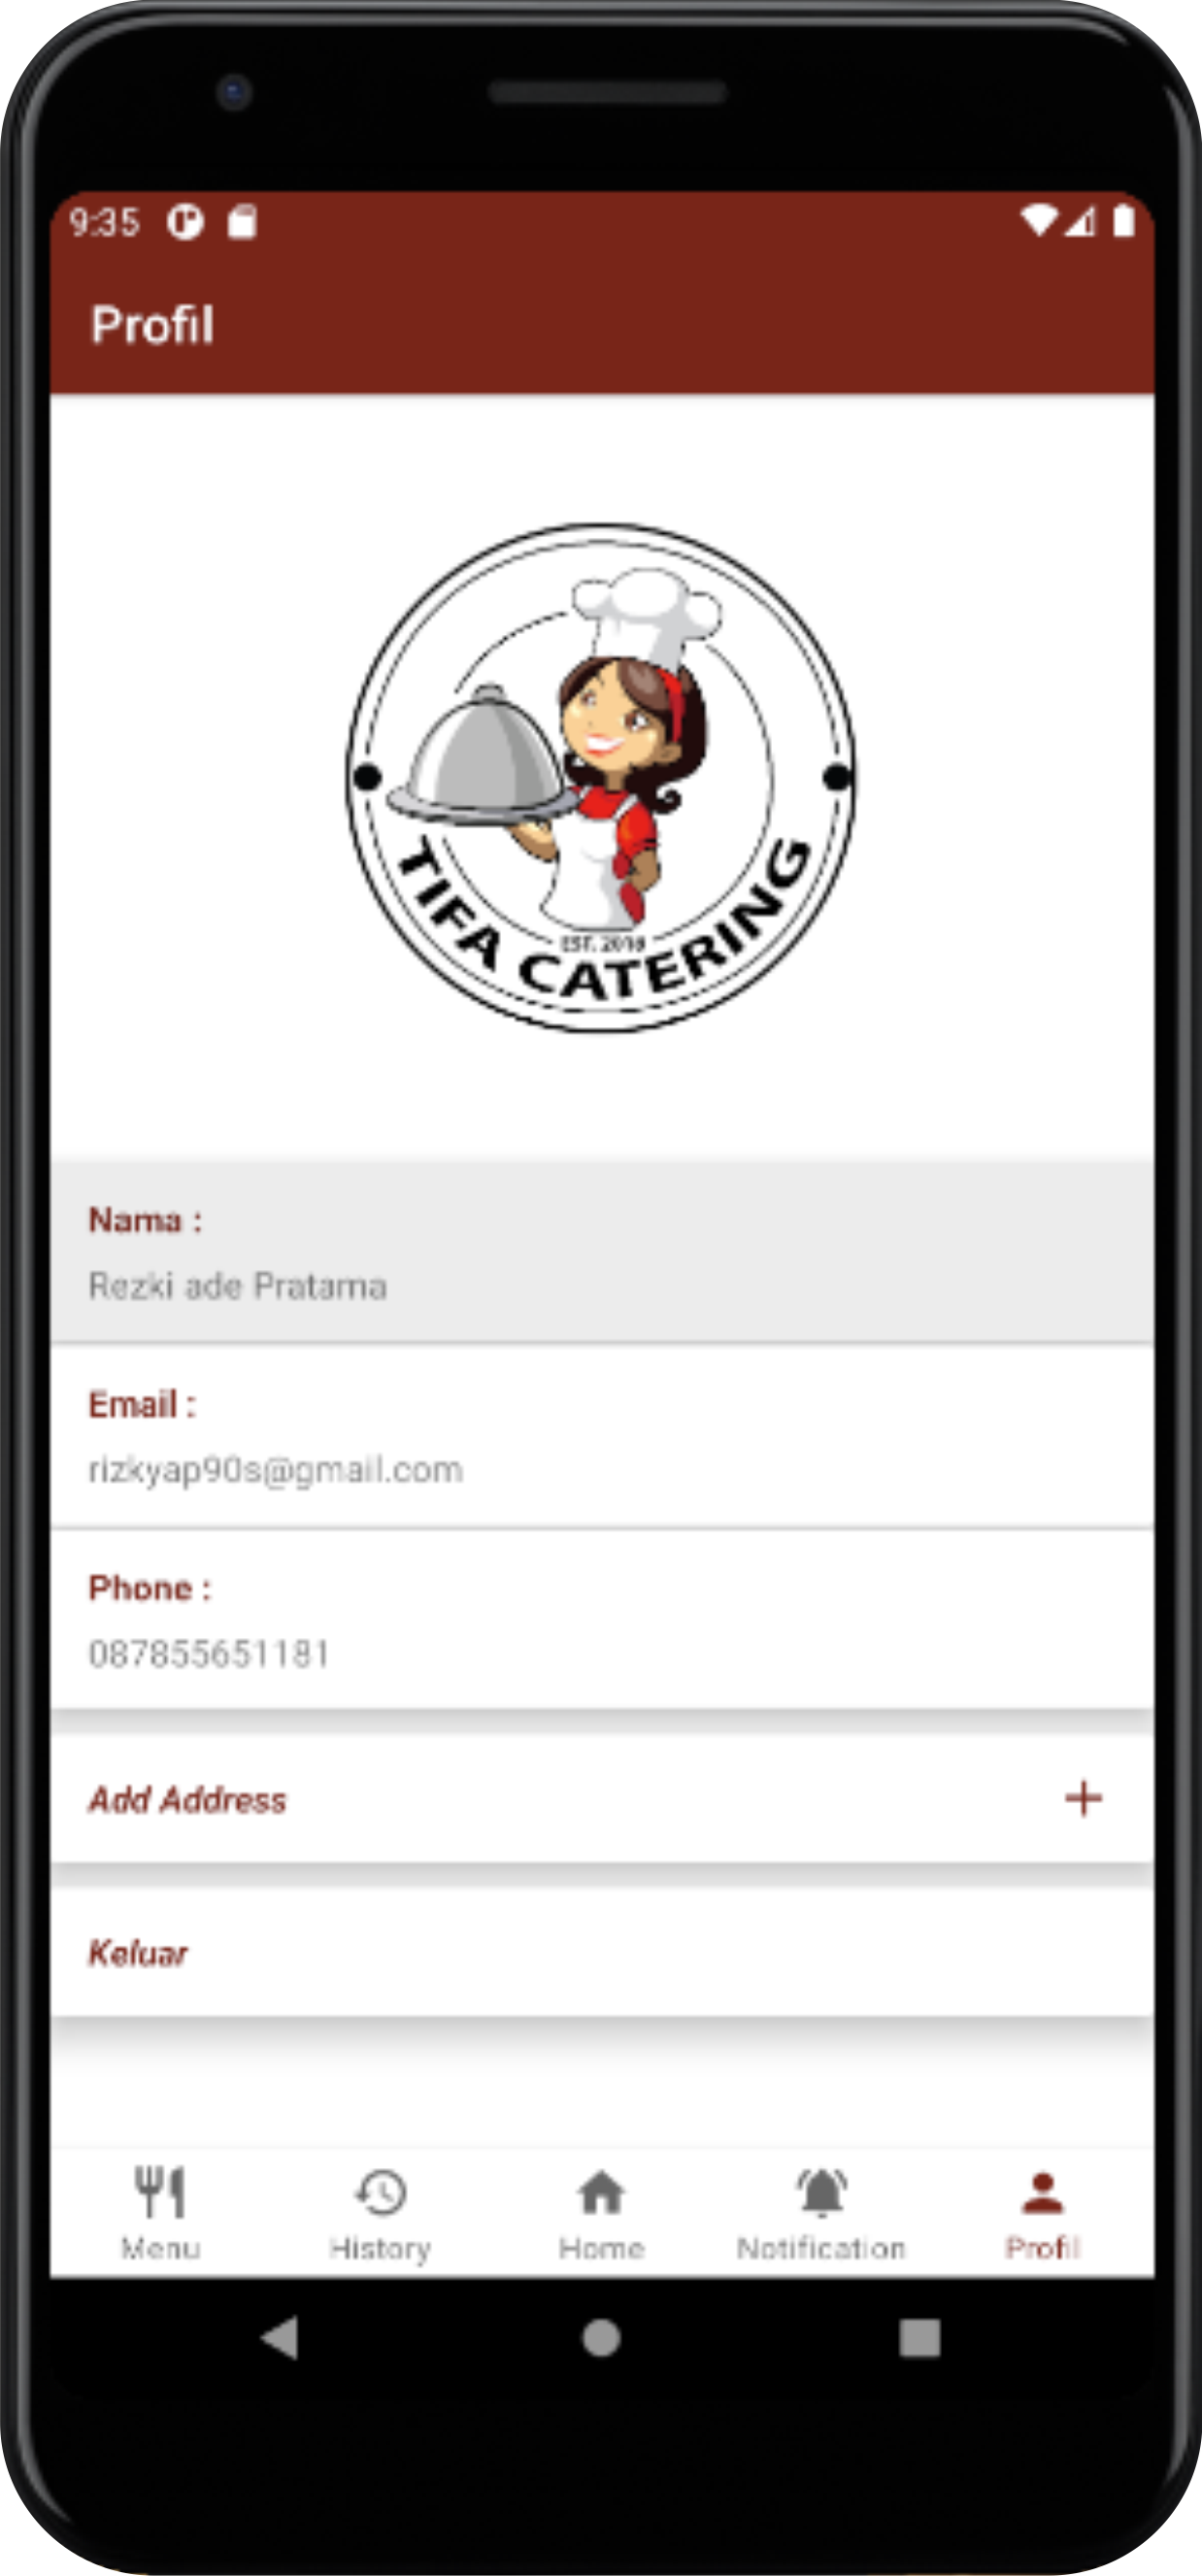 9:35
Profil
EST. 2018
TIFA CATERING
Nama :
Rezki ade Pratama
Email :
rizkyap90s@gmail.com
Phone :
087855651181
Add Address
Keluar
Menu
History
Home
Notification
Profil